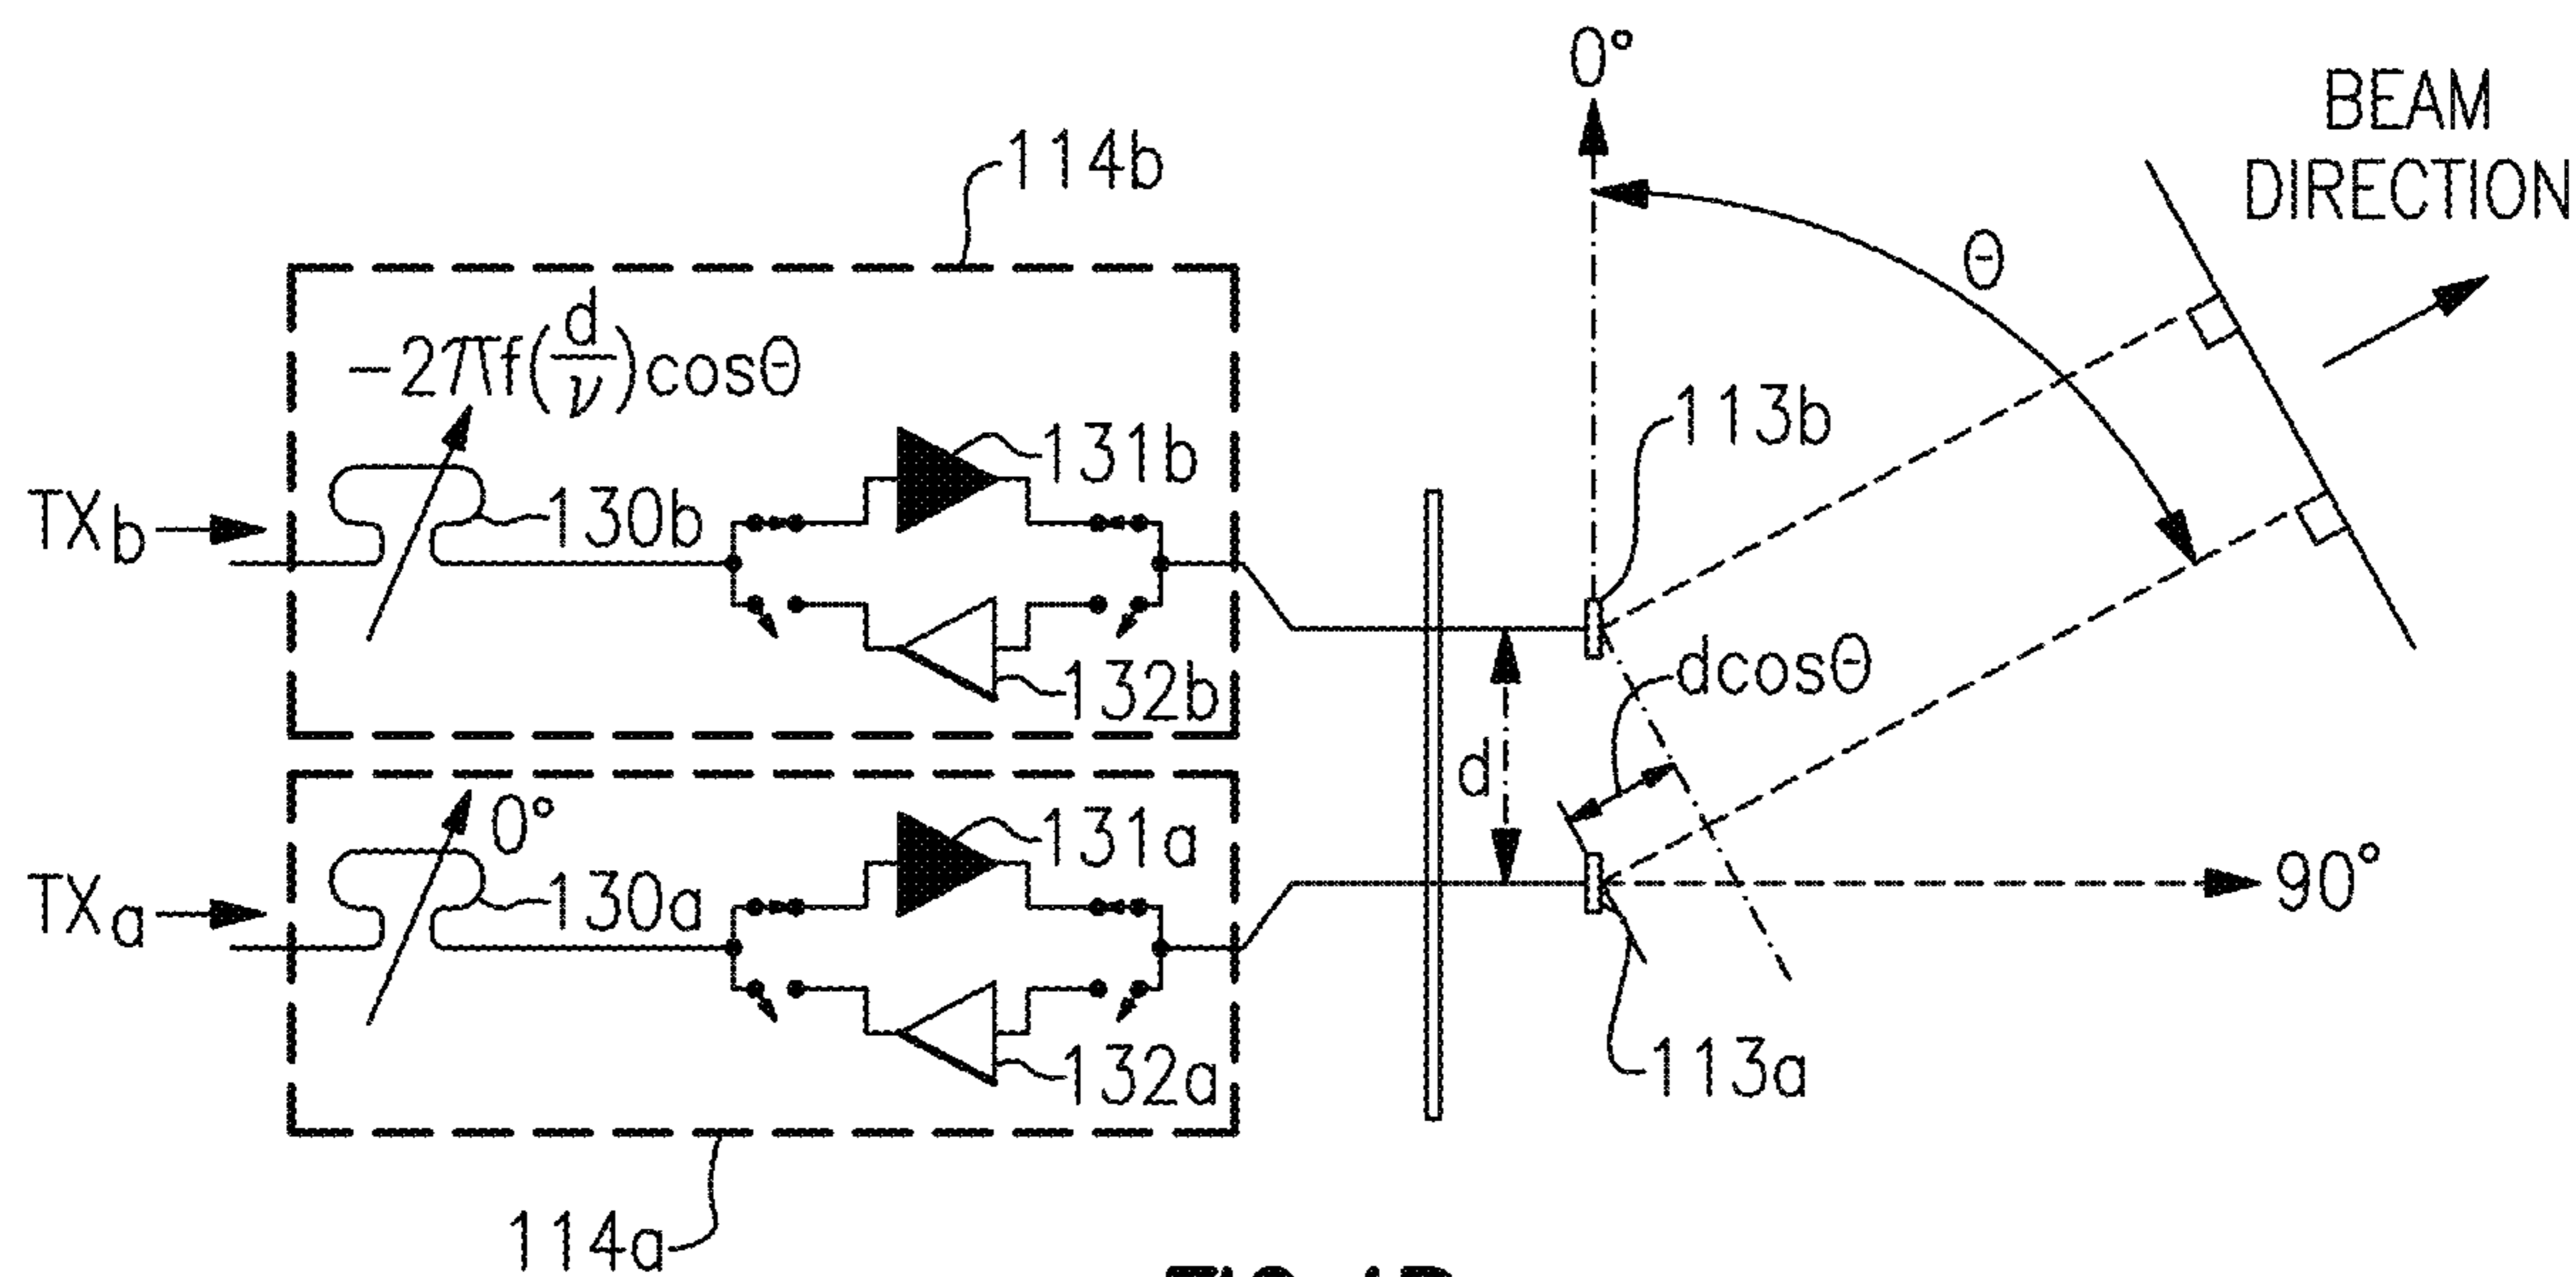 0°
BEAM
DIRECTION
θ
114b
-2πf(d/ν)cosθ
131b
113b
TXb
130b
132b
dcosθ
d
0°
131a
TXa
130a
90°
132a
113a
114a